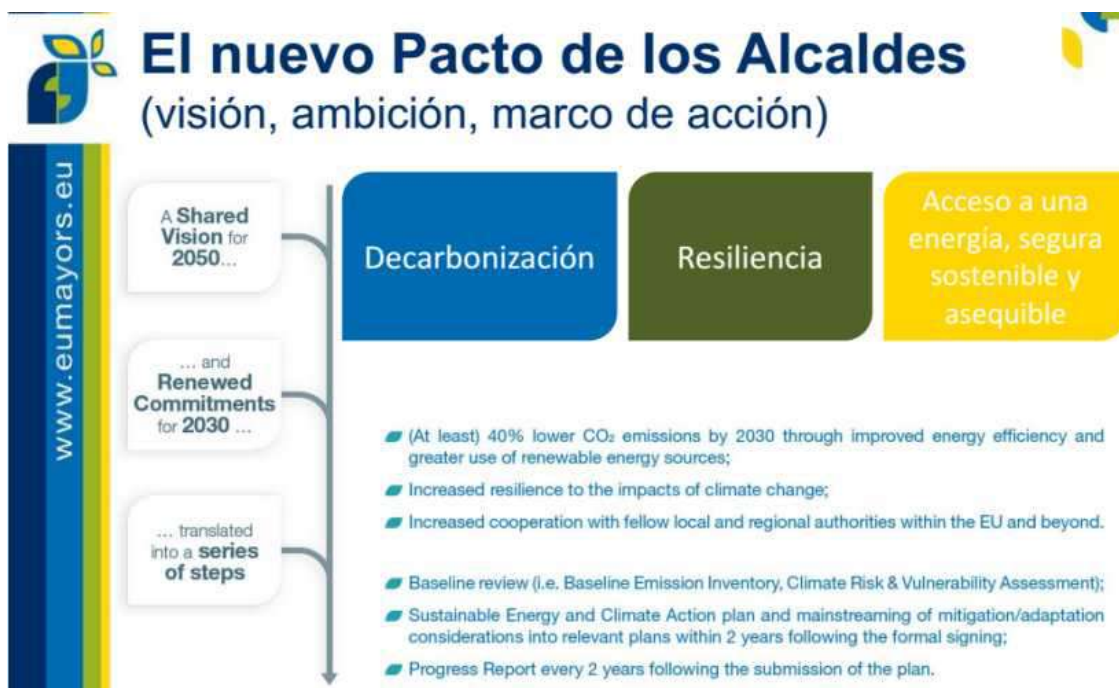 El nuevo Pacto de los Alcaldes
(visión, ambición, marco de acción)
www.eumayors.eu
A Shared
Vision for
2050...
Decarbonización
Resiliencia
Acceso a una
energía, segura
sostenible y
asequible
... and
Renewed
Commitments
for 2030 ...
(At least) 40% lower CO₂ emissions by 2030 through improved energy efficiency and
greater use of renewable energy sources;
Increased resilience to the impacts of climate change;
Increased cooperation with fellow local and regional authorities within the EU and beyond.
... translated
into a series
of steps
Baseline review (i.e. Baseline Emission Inventory, Climate Risk & Vulnerability Assessment);
Sustainable Energy and Climate Action plan and mainstreaming of mitigation/adaptation
considerations into relevant plans within 2 years following the formal signing;
Progress Report every 2 years following the submission of the plan.